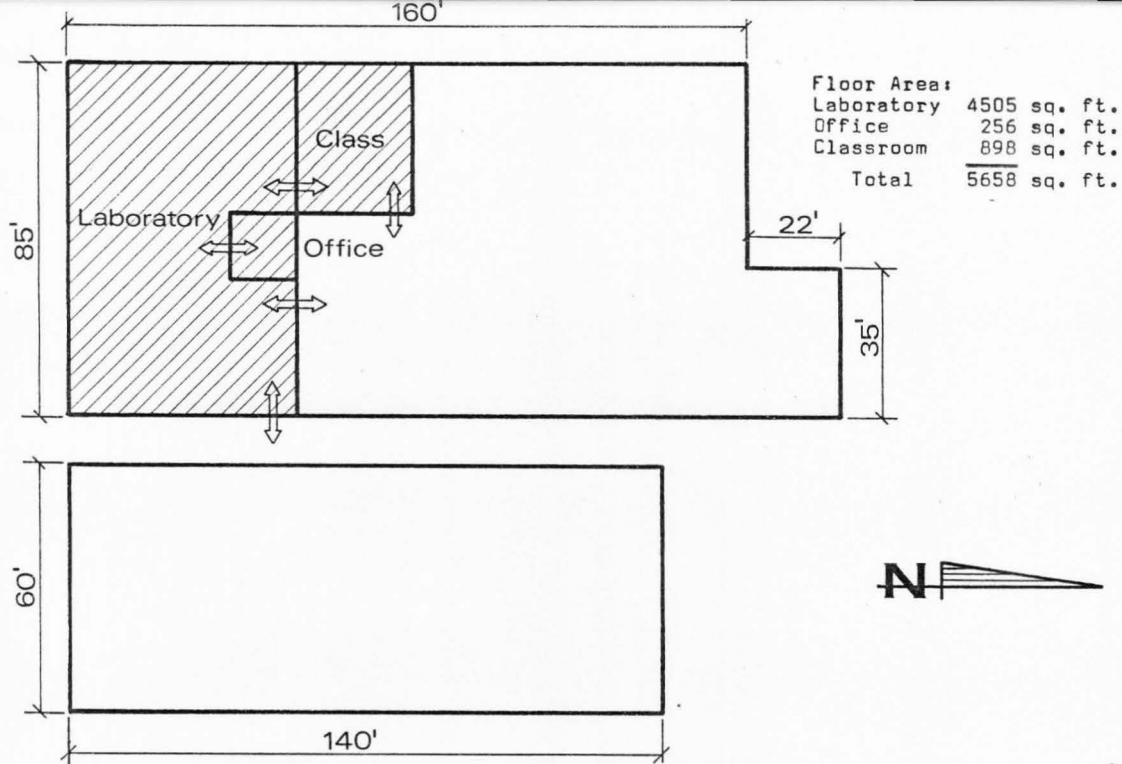 160'
Floor Area:
Laboratory 4505 sq. ft.
Office 256 sq. ft.
Classroom 898 sq. ft.
Total 5658 sq. ft.
Class
Laboratory
Office
85'
22'
35'
60'
N
140'